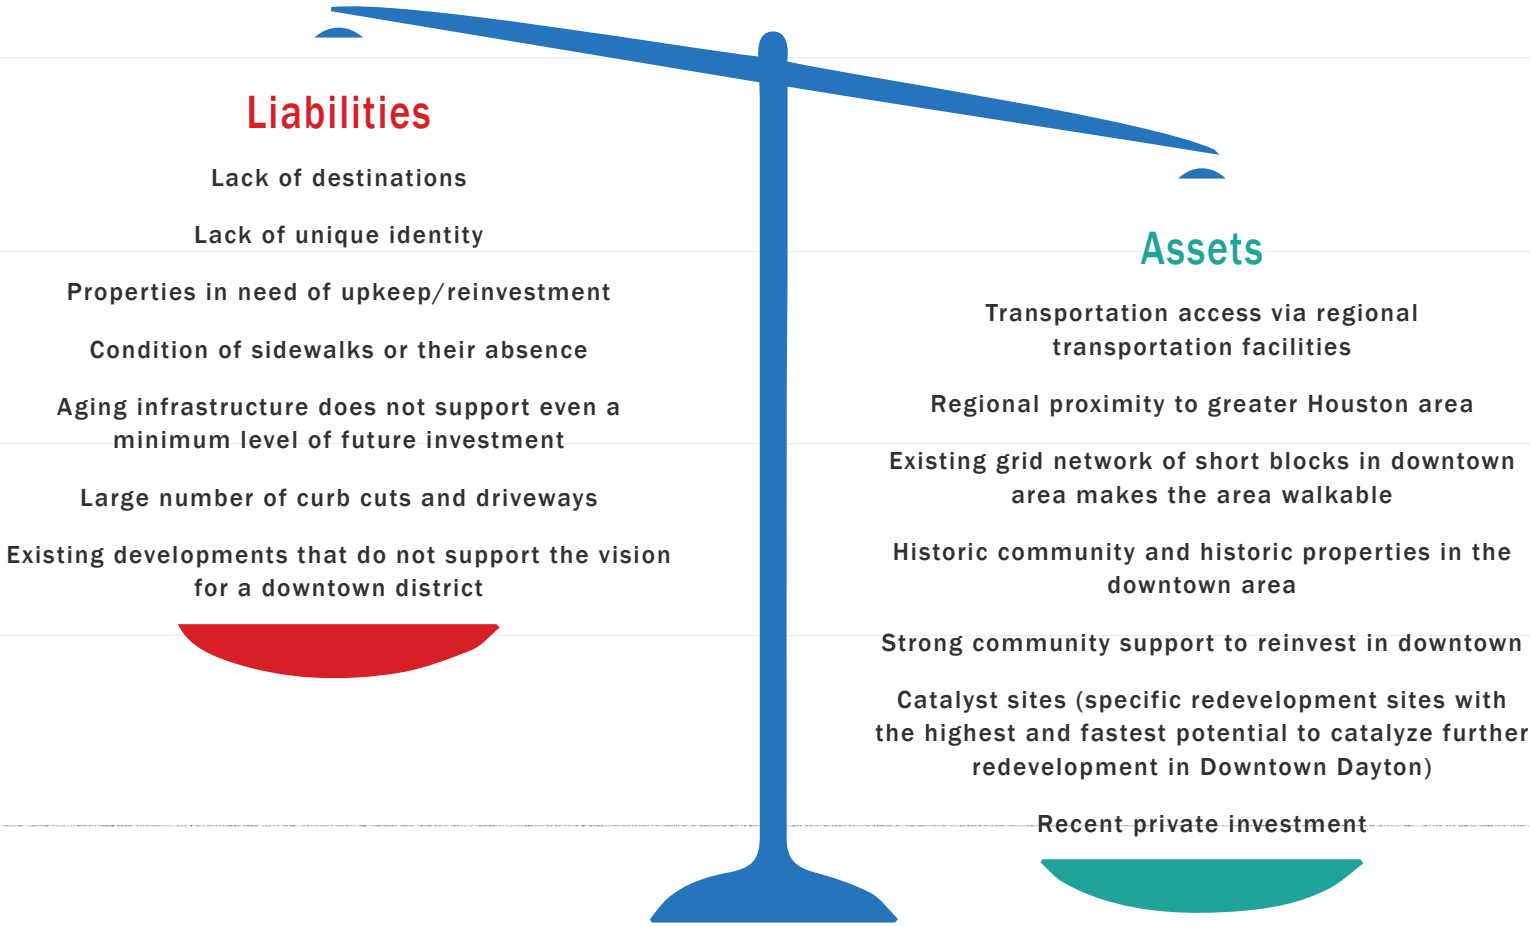 Liabilities
Lack of destinations
Lack of unique identity
Properties in need of upkeep/reinvestment
Condition of sidewalks or their absence
Aging infrastructure does not support even a
minimum level of future investment
Large number of curb cuts and driveways
Existing developments that do not support the vision
for a downtown district
Assets
Transportation access via regional
transportation facilities
Regional proximity to greater Houston area
Existing grid network of short blocks in downtown
area makes the area walkable
Historic community and historic properties in the
downtown area
Strong community support to reinvest in downtown
Catalyst sites (specific redevelopment sites with
the highest and fastest potential to catalyze further
redevelopment in Downtown Dayton)
Recent private investment